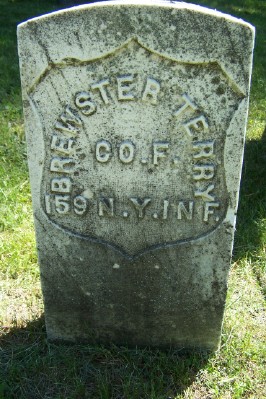 BREWSTER TERRY
CO. F.
159 N.Y. INF.